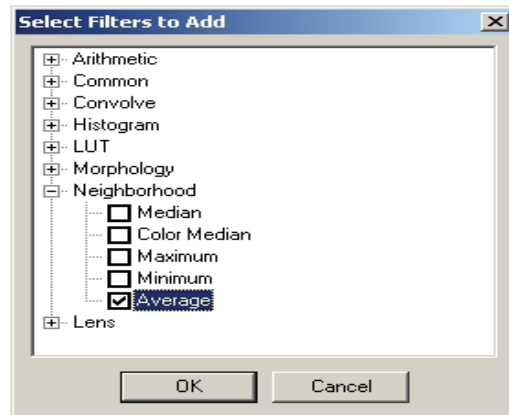 Select Filters to Add
Arithmetic
Common
Convolve
Histogram
LUT
Morphology
Neighborhood
Median
Color Median
Maximum
Minimum
Average
Lens
OK
Cancel